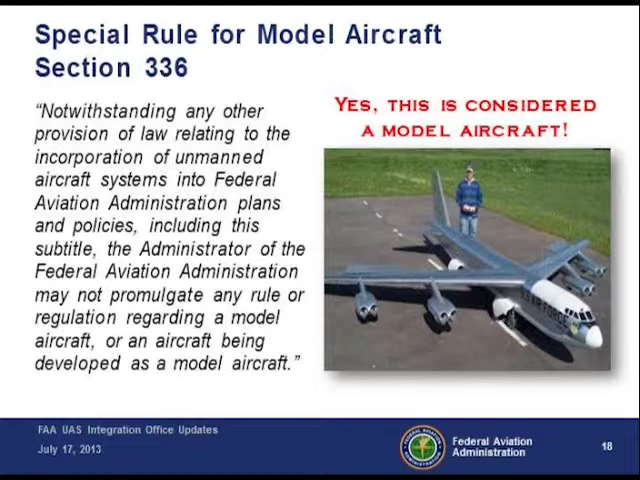 Special Rule for Model Aircraft
Section 336
“Notwithstanding any other
provision of law relating to the
incorporation of unmanned
aircraft systems into Federal
Aviation Administration plans
and policies, including this
subtitle, the Administrator of the
Federal Aviation Administration
may not promulgate any rule or
regulation regarding a model
aircraft, or an aircraft being
developed as a model aircraft.”
YES, THIS IS CONSIDERED
A MODEL AIRCRAFT!
U.S. AIR FORCE
FAA UAS Integration Office Updates
July 17, 2013
Federal Aviation
Administration
18